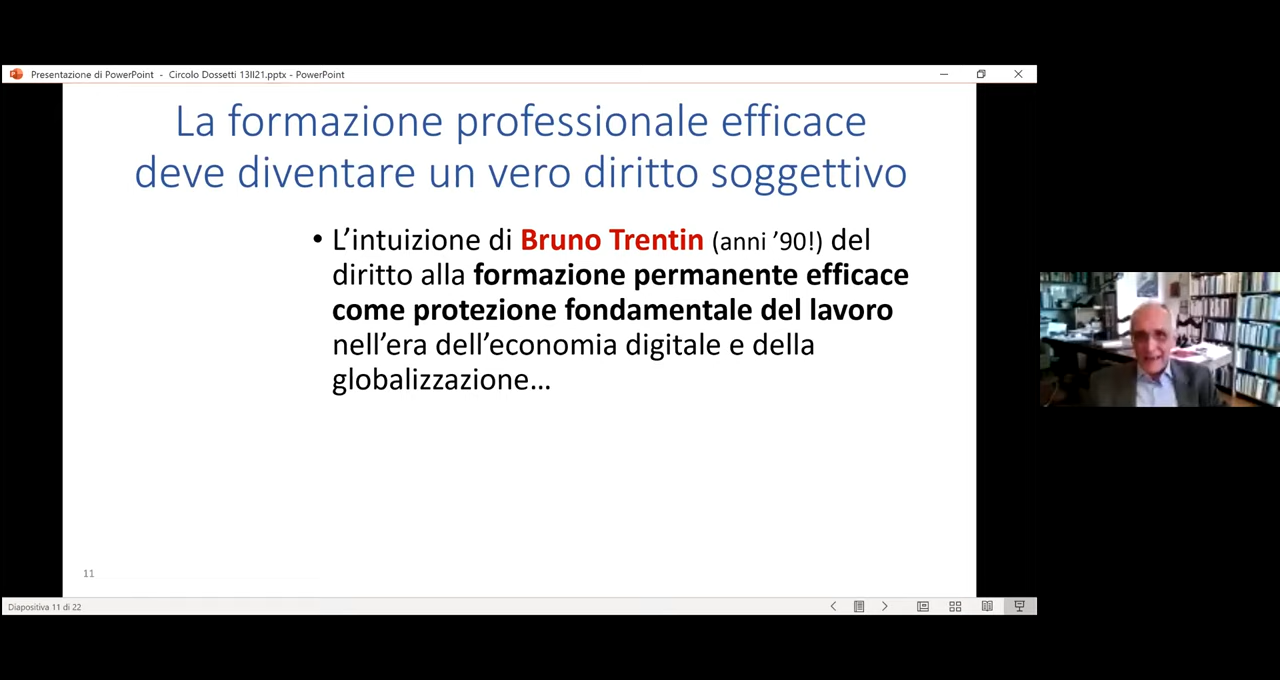 Presentazione di PowerPoint - Circolo Dossetti 13II21.pptx - PowerPoint
La formazione professionale efficace
deve diventare un vero diritto soggettivo
• L’intuizione di Bruno Trentin (anni ’90!) del
diritto alla formazione permanente efficace
come protezione fondamentale del lavoro
nell’era dell’economia digitale e della
globalizzazione…
11
Diapositiva 11 di 22